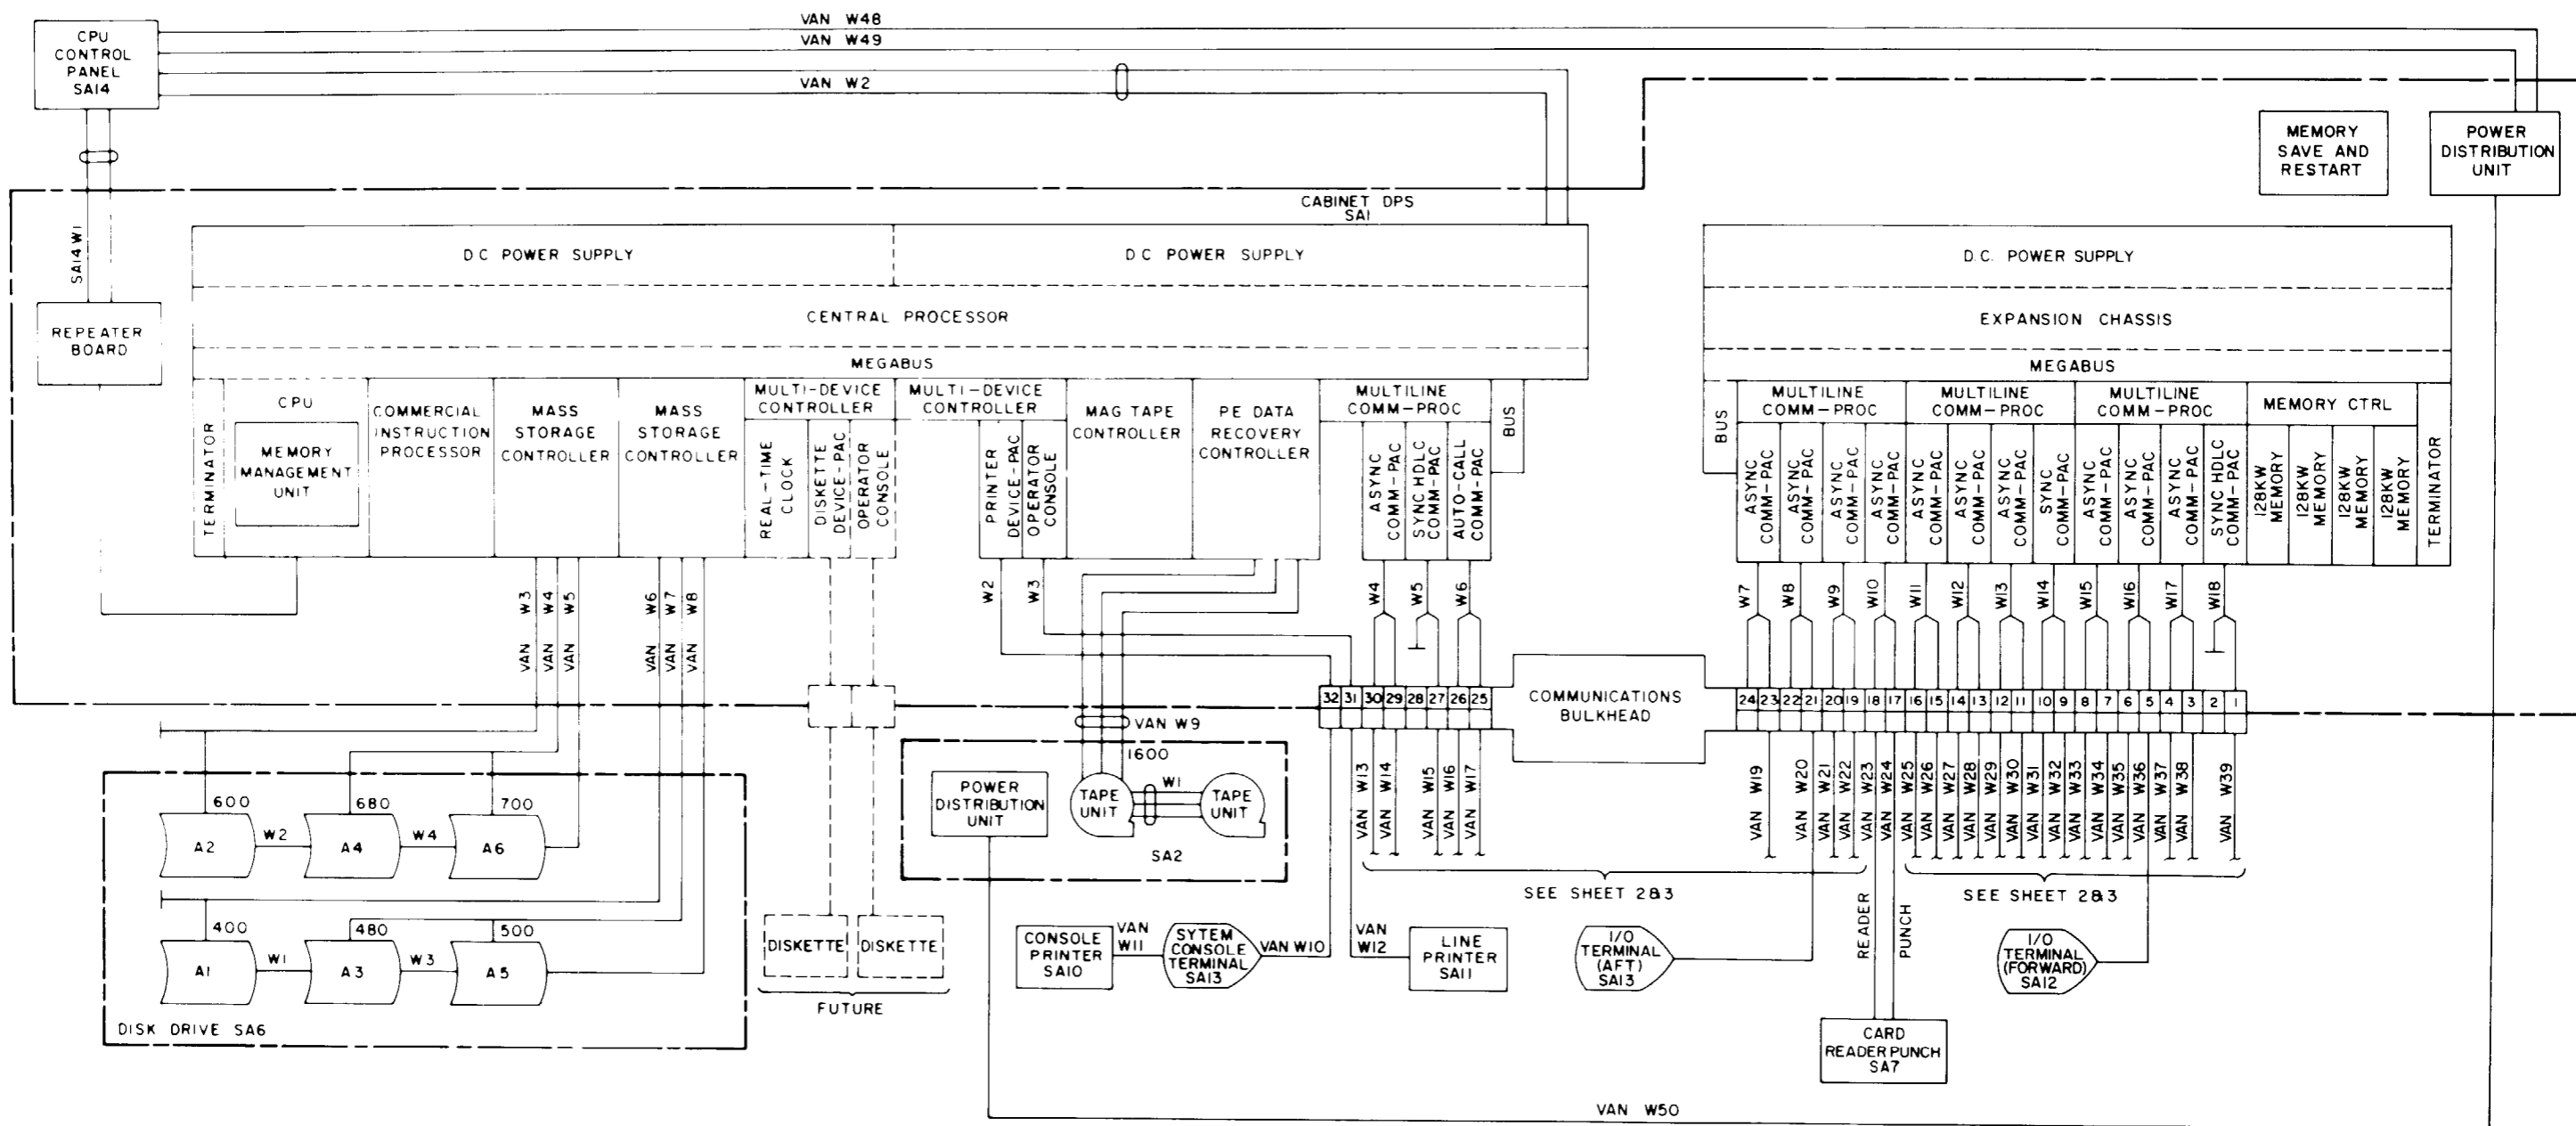 VAN W48
VAN W49
VAN W2
CPU
CONTROL
PANEL
SA14
MEMORY
SAVE AND
RESTART
POWER
DISTRIBUTION
UNIT
CABINET DPS
SA1
SA14W1
REPEATER
BOARD
D C POWER SUPPLY
D C POWER SUPPLY
CENTRAL PROCESSOR
MEGABUS
TERMINATOR
CPU
MEMORY
MANAGEMENT
UNIT
COMMERCIAL
INSTRUCTION
PROCESSOR
MASS
STORAGE
CONTROLLER
MASS
STORAGE
CONTROLLER
MULTI-DEVICE
CONTROLLER
REAL-TIME
CLOCK
DISKETTE
DEVICE-PAC
OPERATOR
CONSOLE
MULTI-DEVICE
CONTROLLER
PRINTER
DEVICE-PAC
OPERATOR
CONSOLE
MAG TAPE
CONTROLLER
PE DATA
RECOVERY
CONTROLLER
MULTILINE
COMM-PROC
ASYNC
COMM-PAC
SYNC HDLC
COMM-PAC
AUTO-CALL
COMM-PAC
BUS
D.C. POWER SUPPLY
EXPANSION CHASSIS
MEGABUS
BUS
MULTILINE
COMM-PROC
ASYNC
COMM-PAC
ASYNC
COMM-PAC
ASYNC
COMM-PAC
ASYNC
COMM-PAC
MULTILINE
COMM-PROC
ASYNC
COMM-PAC
ASYNC
COMM-PAC
ASYNC
COMM-PAC
SYNC
COMM-PAC
MULTILINE
COMM-PROC
ASYNC
COMM-PAC
ASYNC
COMM-PAC
ASYNC
COMM-PAC
SYNC HDLC
COMM-PAC
MEMORY CTRL
128KW
MEMORY
128KW
MEMORY
128KW
MEMORY
128KW
MEMORY
TERMINATOR
VAN W3
VAN W4
VAN W5
VAN W6
VAN W7
VAN W8
W2
W3
W4
W5
W6
W7
W8
W9
W10
W11
W12
W13
W14
W15
W16
W17
W18
32 31 30 29 28 27 26 25
COMMUNICATIONS
BULKHEAD
24 23 22 21 20 19 18 17 16 15 14 13 12 11 10 9 8 7 6 5 4 3 2 1
VAN W9
1600
POWER
DISTRIBUTION
UNIT
TAPE
UNIT
W1
TAPE
UNIT
SA2
VAN W13
VAN W14
VAN W15
VAN W16
VAN W17
VAN W19
VAN W20
VAN W21
VAN W22
VAN W23
VAN W24
VAN W25
VAN W26
VAN W27
VAN W28
VAN W29
VAN W30
VAN W31
VAN W32
VAN W33
VAN W34
VAN W35
VAN W36
VAN W37
VAN W38
VAN W39
SEE SHEET 2&3
SEE SHEET 2&3
600
680
700
A2
W2
A4
W4
A6
400
480
500
A1
W1
A3
W3
A5
DISK DRIVE SA6
DISKETTE
DISKETTE
FUTURE
CONSOLE
PRINTER
SA10
VAN
W11
SYTEM
CONSOLE
TERMINAL
SA13
VAN W10
VAN
W12
LINE
PRINTER
SA11
I/O
TERMINAL
(AFT)
SA13
READER
PUNCH
I/O
TERMINAL
(FORWARD)
SA12
CARD
READER PUNCH
SA7
VAN W50